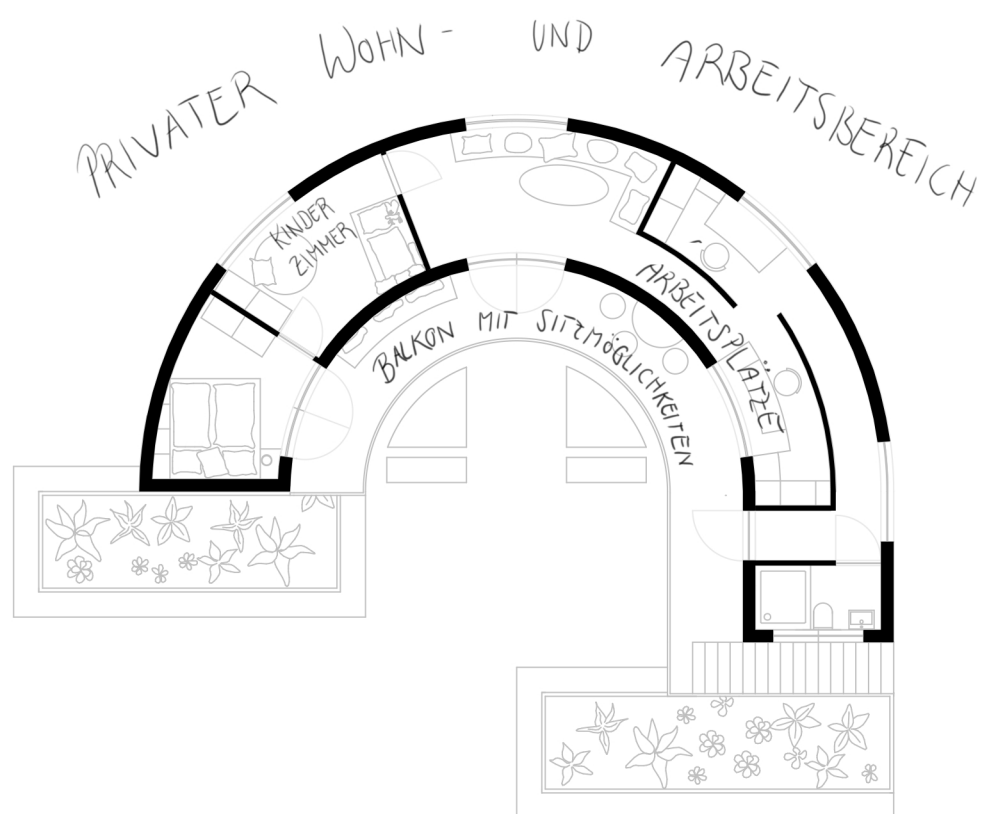 PRIVATER WOHN- UND ARBEITSBEREICH
KINDER
ZIMMER
BALKON MIT SITZMÖGLICHKEITEN
ARBEITSPLÄTZE